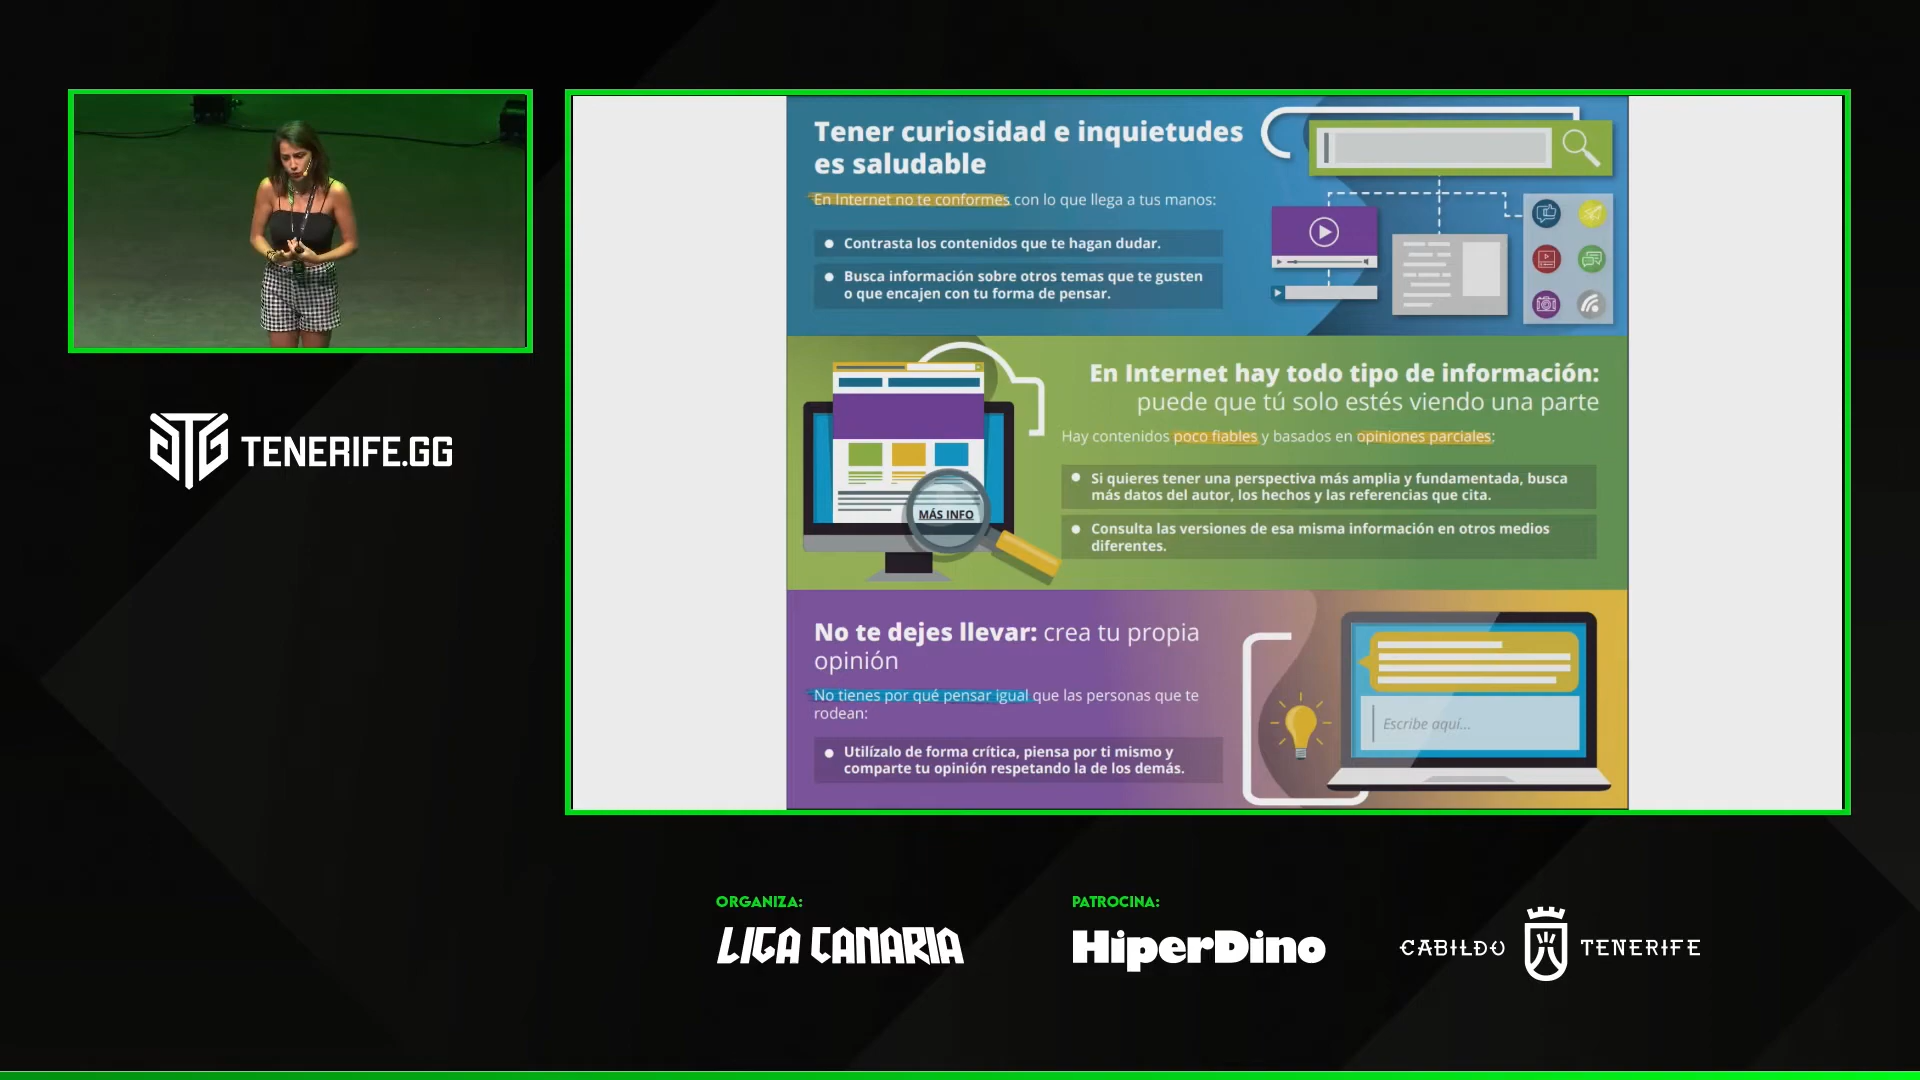 TENERIFE.GG
Tener curiosidad e inquietudes
es saludable
En Internet no te conformes con lo que llega a tus manos:
Contrasta los contenidos que te hagan dudar.
Busca información sobre otros temas que te gusten
o que encajen con tu forma de pensar.
En Internet hay todo tipo de información:
puede que tú solo estés viendo una parte
Hay contenidos poco fiables y basados en opiniones parciales:
Si quieres tener una perspectiva más amplia y fundamentada, busca
más datos del autor, los hechos y las referencias que cita.
Consulta las versiones de esa misma información en otros medios
diferentes.
MÁS INFO
No te dejes llevar: crea tu propia
opinión
No tienes por qué pensar igual que las personas que te
rodean:
Utilízalo de forma crítica, piensa por ti mismo y
comparte tu opinión respetando la de los demás.
Escribe aquí...
ORGANIZA:
LIGA CANARIA
PATROCINA:
HiperDino
CABILDO TENERIFE